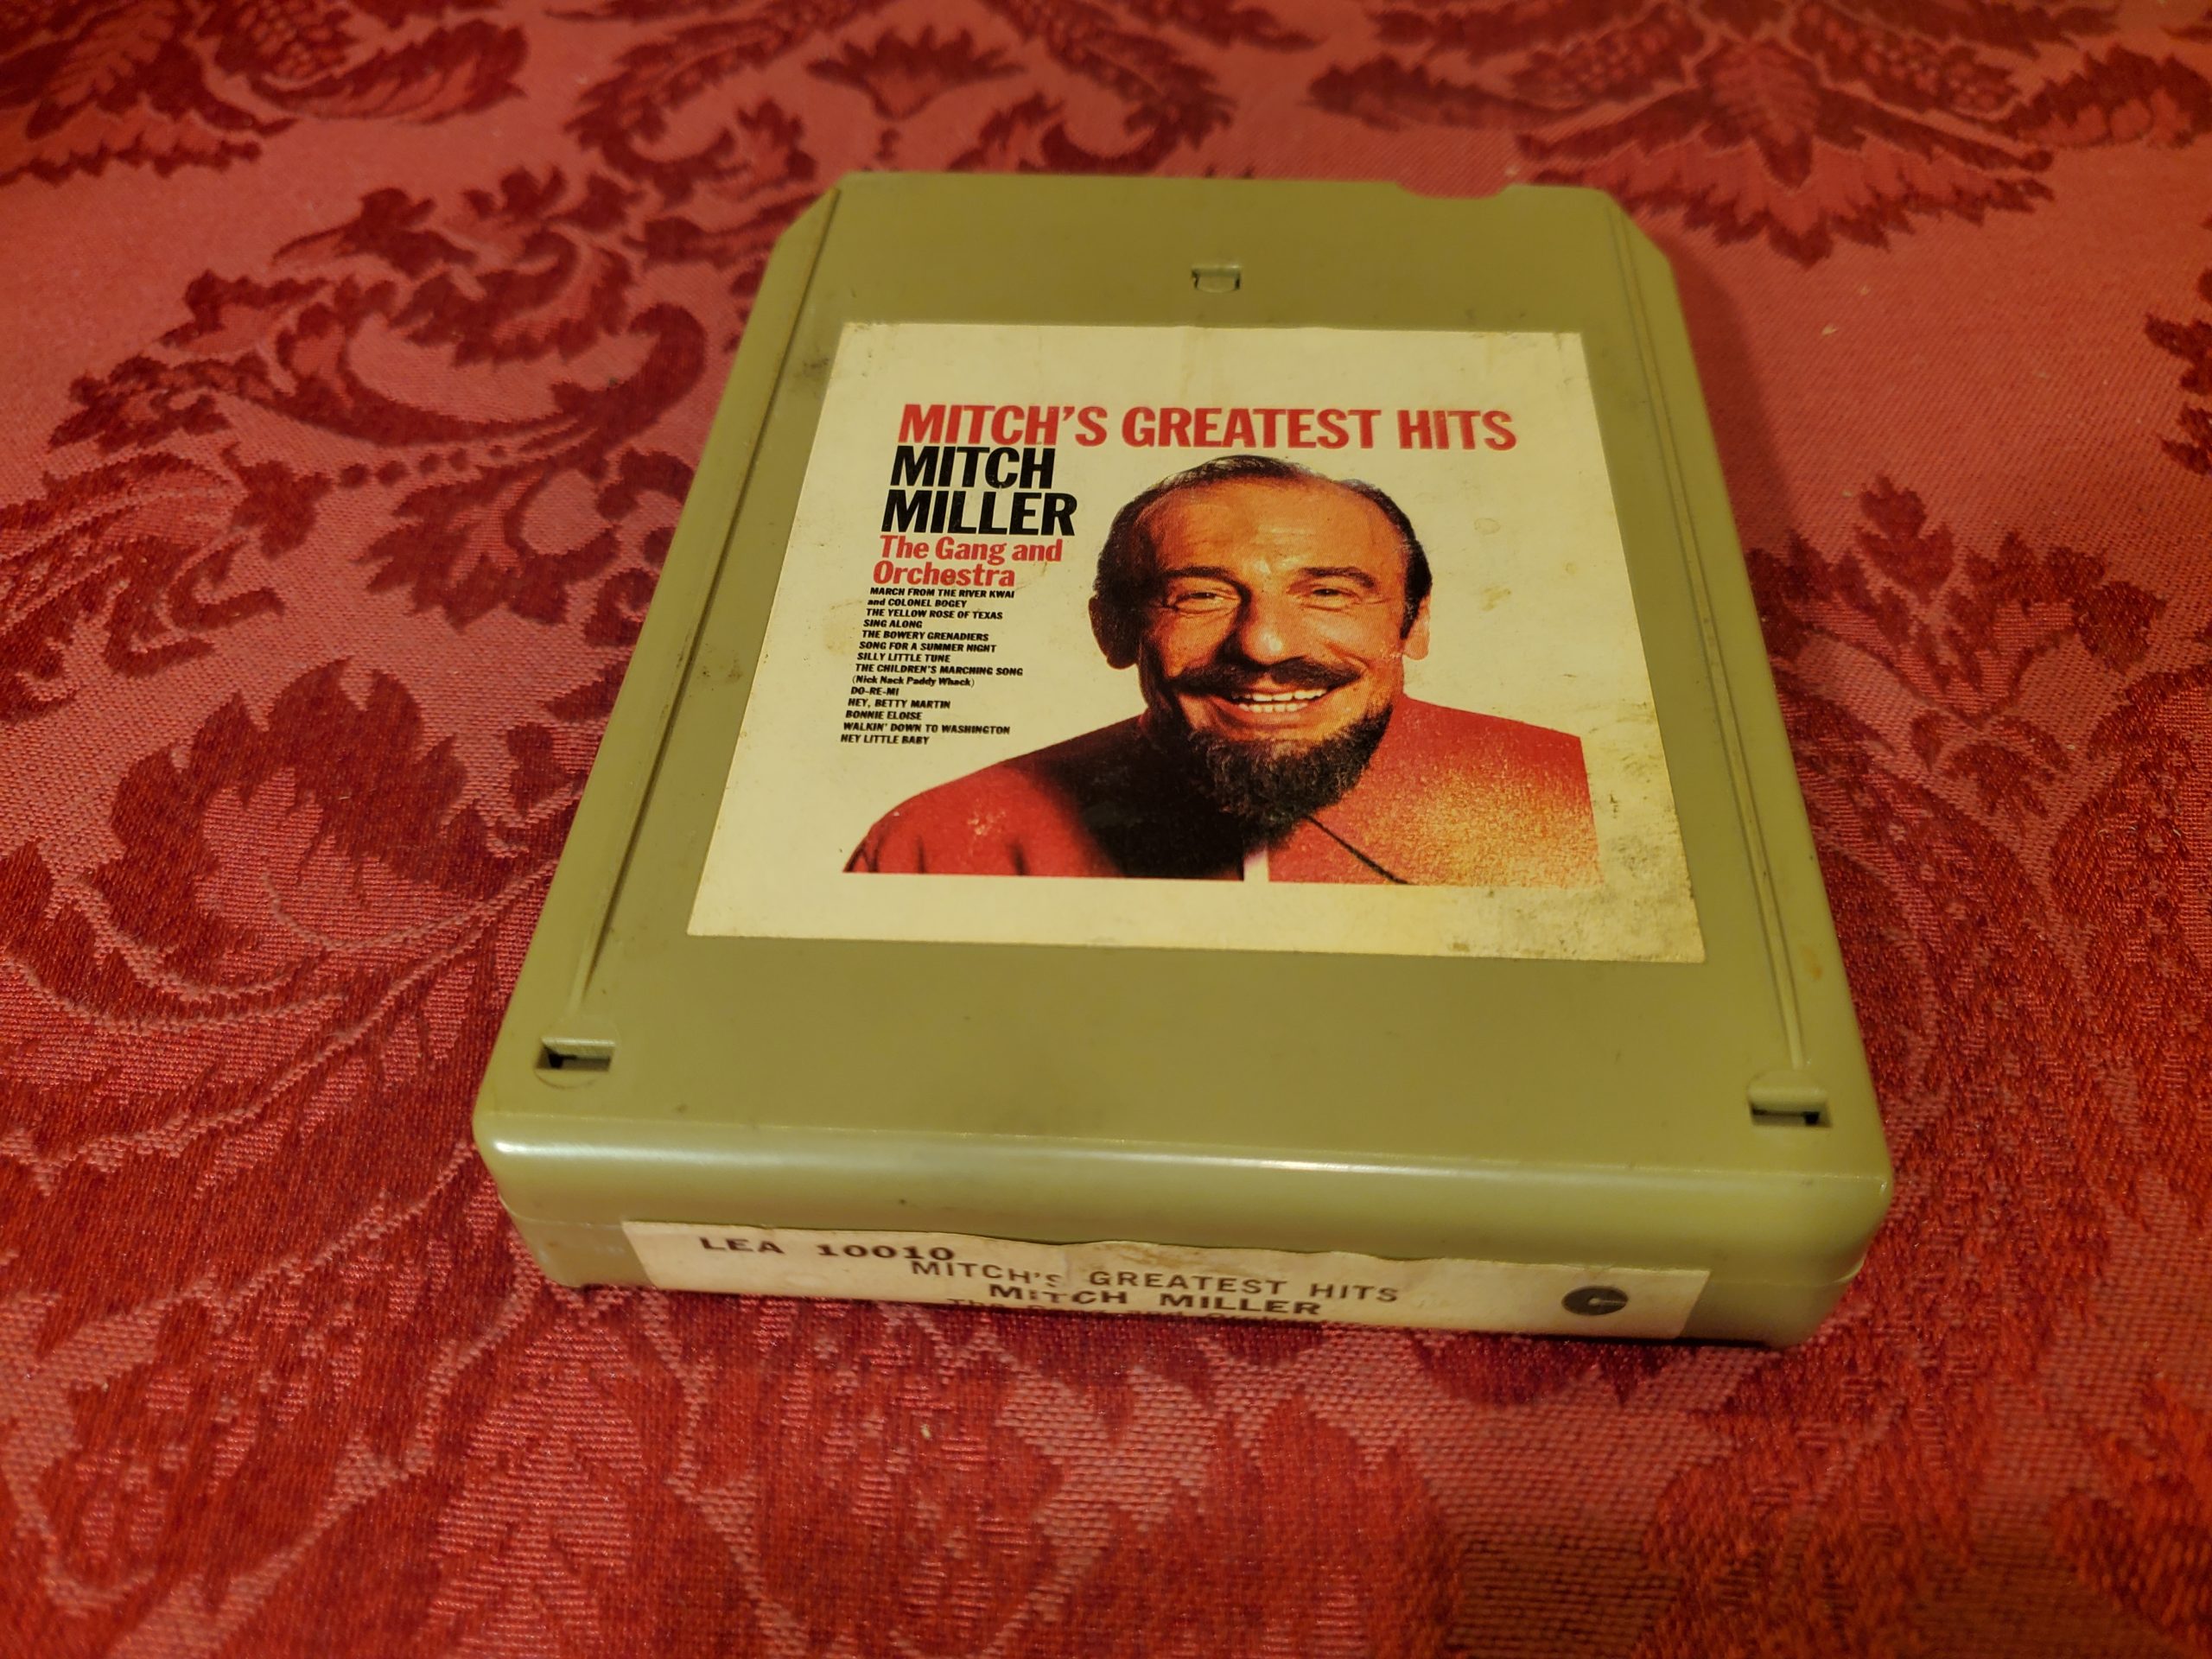 MITCH'S GREATEST HITS
MITCH
MILLER
The Gang and
Orchestra
MARCH FROM THE RIVER KWAI
and COLONEL BOGEY
THE YELLOW ROSE OF TEXAS
SING ALONG
THE BOWERY GRENADIERS
SONG FOR A SUMMER NIGHT
SILLY LITTLE TUNE
THE CHILDREN'S MARCHING SONG
(Nick Nack Paddy Whack)
DO-RE-MI
HEY, BETTY MARTIN
BONNIE ELOISE
WALKIN' DOWN TO WASHINGTON
HEY LITTLE BABY
LEA 10010
MITCH'S GREATEST HITS
MITCH MILLER